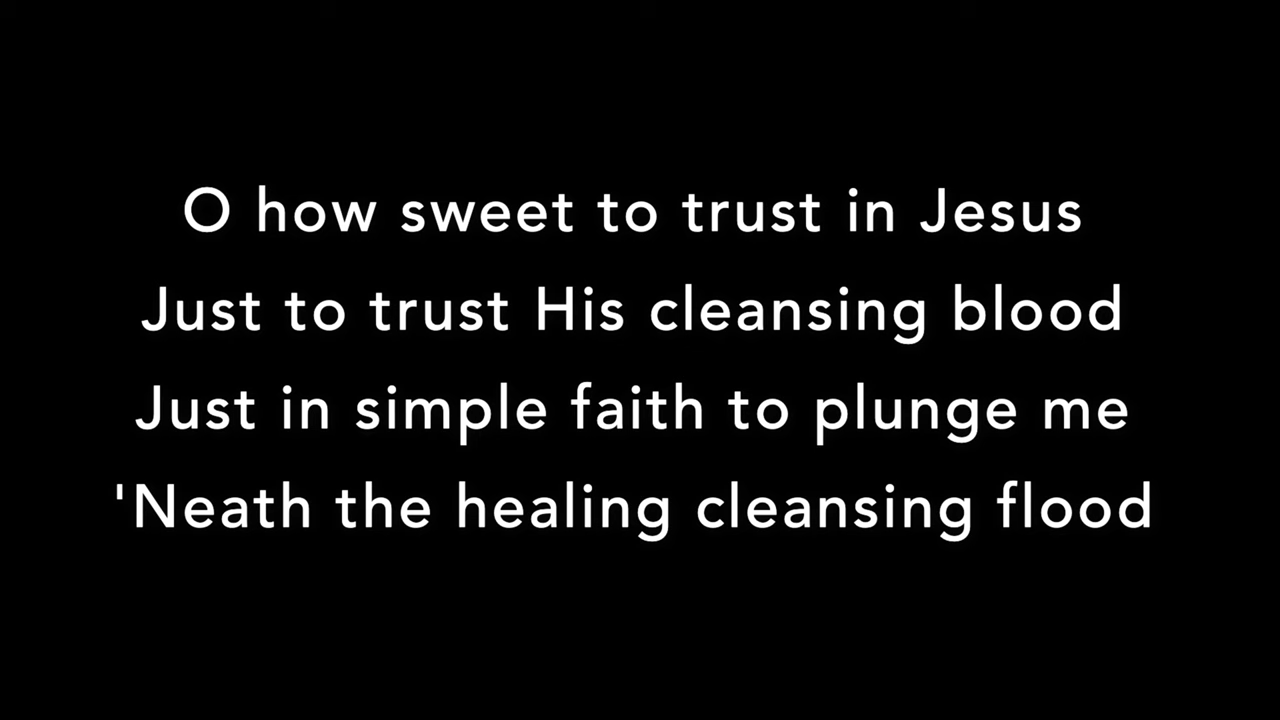 O how sweet to trust in Jesus
Just to trust His cleansing blood
Just in simple faith to plunge me
'Neath the healing cleansing flood